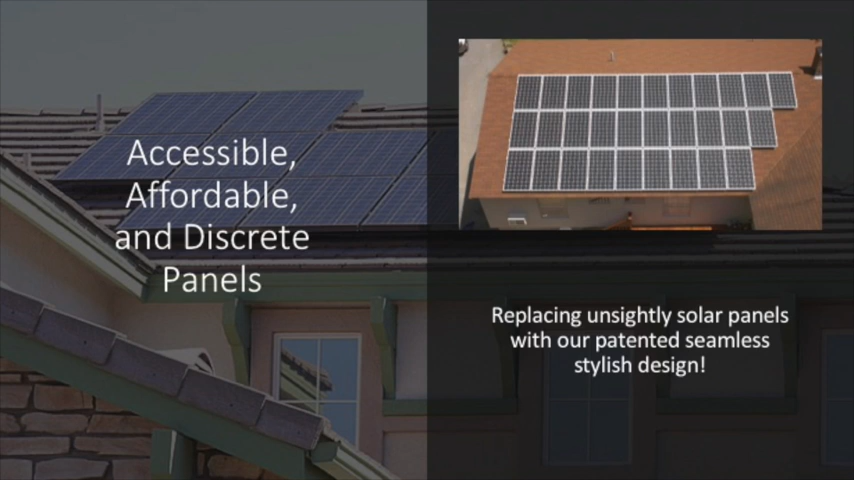 Accessible,
Affordable,
and Discrete
Panels
Replacing unsightly solar panels
with our patented seamless
stylish design!